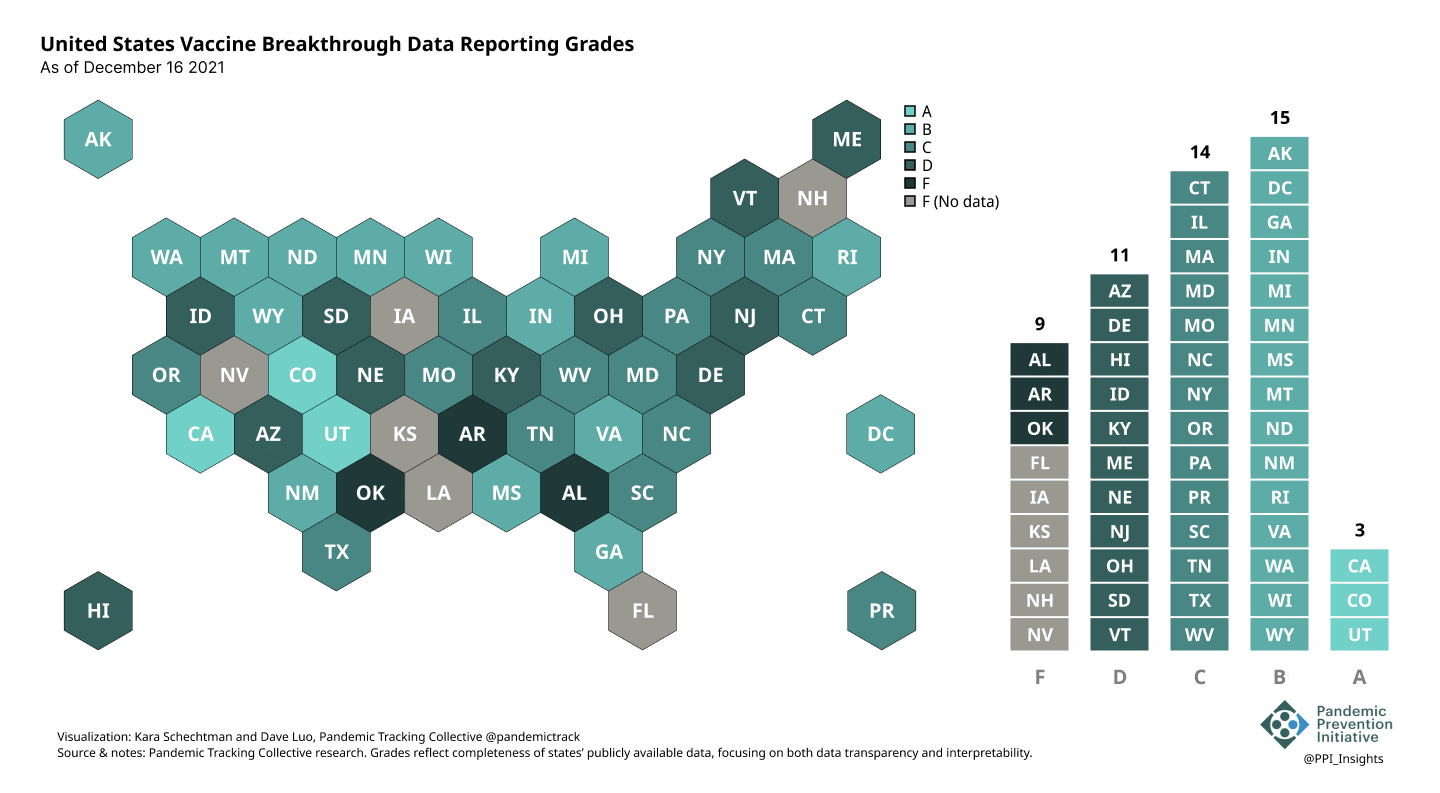 United States Vaccine Breakthrough Data Reporting Grades
As of December 16 2021
AK
ME
VT NH
WA MT ND MN WI MI NY MA RI
ID WY SD IA IL IN OH PA NJ CT
OR NV CO NE MO KY WV MD DE
CA AZ UT KS AR TN VA NC DC
NM OK LA MS AL SC
TX GA
HI FL PR
A
B
C
D
F
F (No data)
9
AL
AR
OK
FL
IA
KS
LA
NH
NV
F
11
AZ
DE
HI
ID
KY
ME
NE
NJ
OH
SD
VT
D
14
CT
IL
MA
MD
MO
NC
NY
OR
PA
PR
SC
TN
TX
WV
C
15
AK
DC
GA
IN
MI
MN
MS
MT
ND
NM
RI
VA
WA
WI
WY
B
3
CA
CO
UT
A
Visualization: Kara Schechtman and Dave Luo, Pandemic Tracking Collective @pandemictrack
Source & notes: Pandemic Tracking Collective research. Grades reflect completeness of states’ publicly available data, focusing on both data transparency and interpretability.
Pandemic
Prevention
Initiative
@PPI_Insights